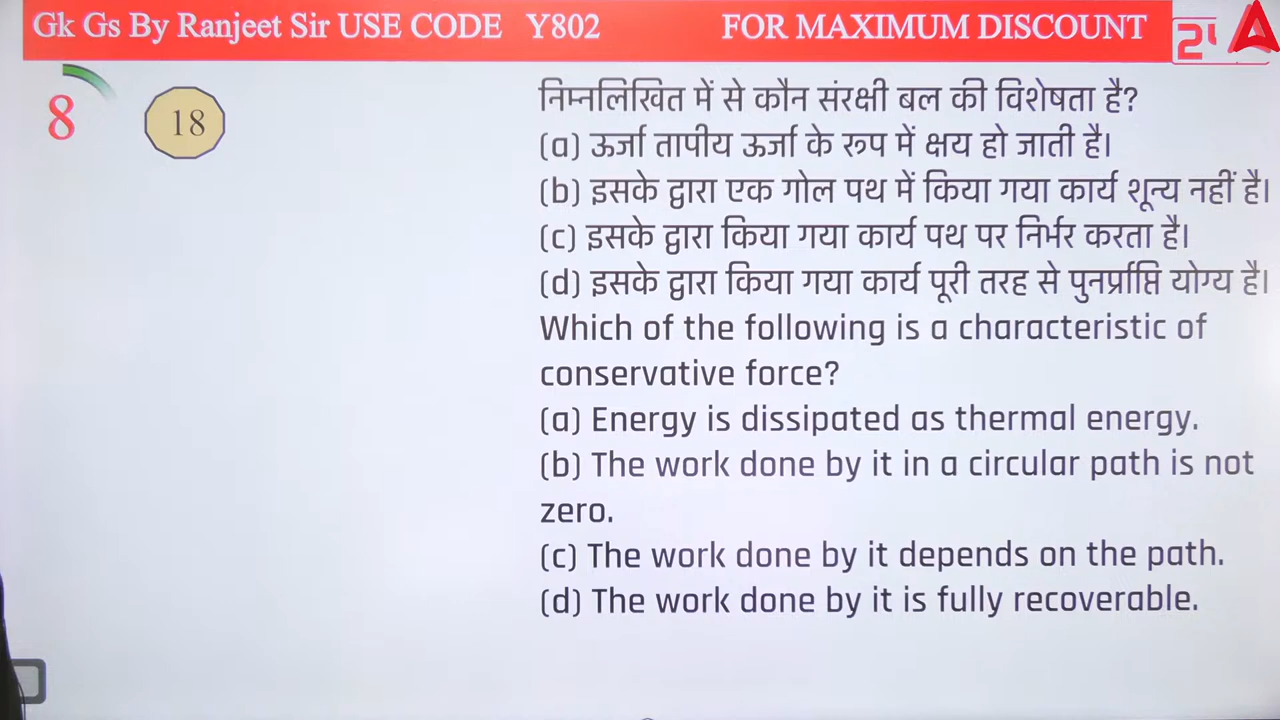 Gk Gs By Ranjeet Sir USE CODE Y802 FOR MAXIMUM DISCOUNT
8
18
निम्नलिखित में से कौन संरक्षी बल की विशेषता है?
(a) ऊर्जा तापीय ऊर्जा के रूप में क्षय हो जाती है।
(b) इसके द्वारा एक गोल पथ में किया गया कार्य शून्य नहीं है।
(c) इसके द्वारा किया गया कार्य पथ पर निर्भर करता है।
(d) इसके द्वारा किया गया कार्य पूरी तरह से पुनर्प्राप्ति योग्य है।
Which of the following is a characteristic of
conservative force?
(a) Energy is dissipated as thermal energy.
(b) The work done by it in a circular path is not
zero.
(c) The work done by it depends on the path.
(d) The work done by it is fully recoverable.